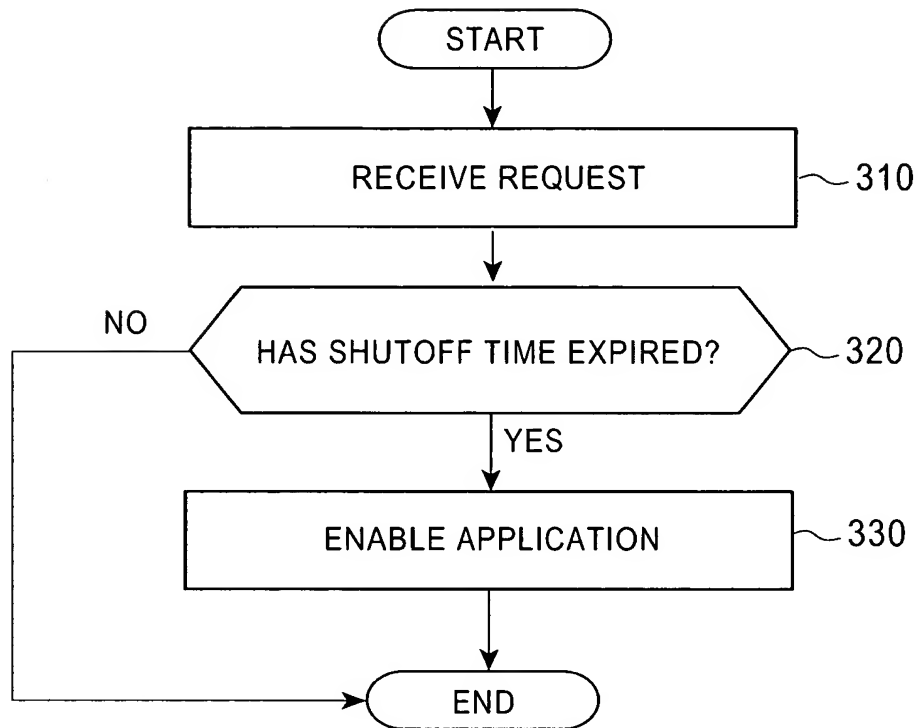 START
RECEIVE REQUEST
310
NO
HAS SHUTOFF TIME EXPIRED?
320
YES
ENABLE APPLICATION
330
END